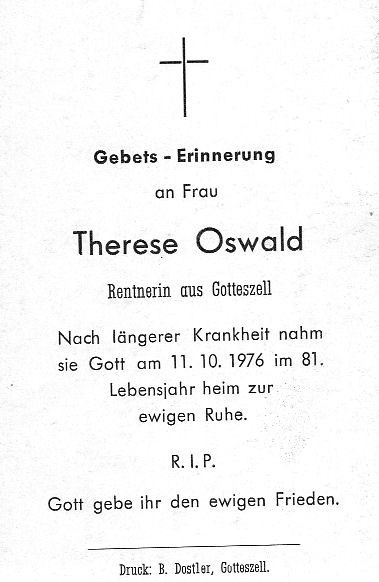 Gebets - Erinnerung
an Frau
Therese Oswald
Rentnerin aus Gotteszell
Nach längerer Krankheit nahm
sie Gott am 11. 10. 1976 im 81.
Lebensjahr heim zur
ewigen Ruhe.
R. I. P.
Gott gebe ihr den ewigen Frieden.
Druck: B. Dostler, Gotteszell.